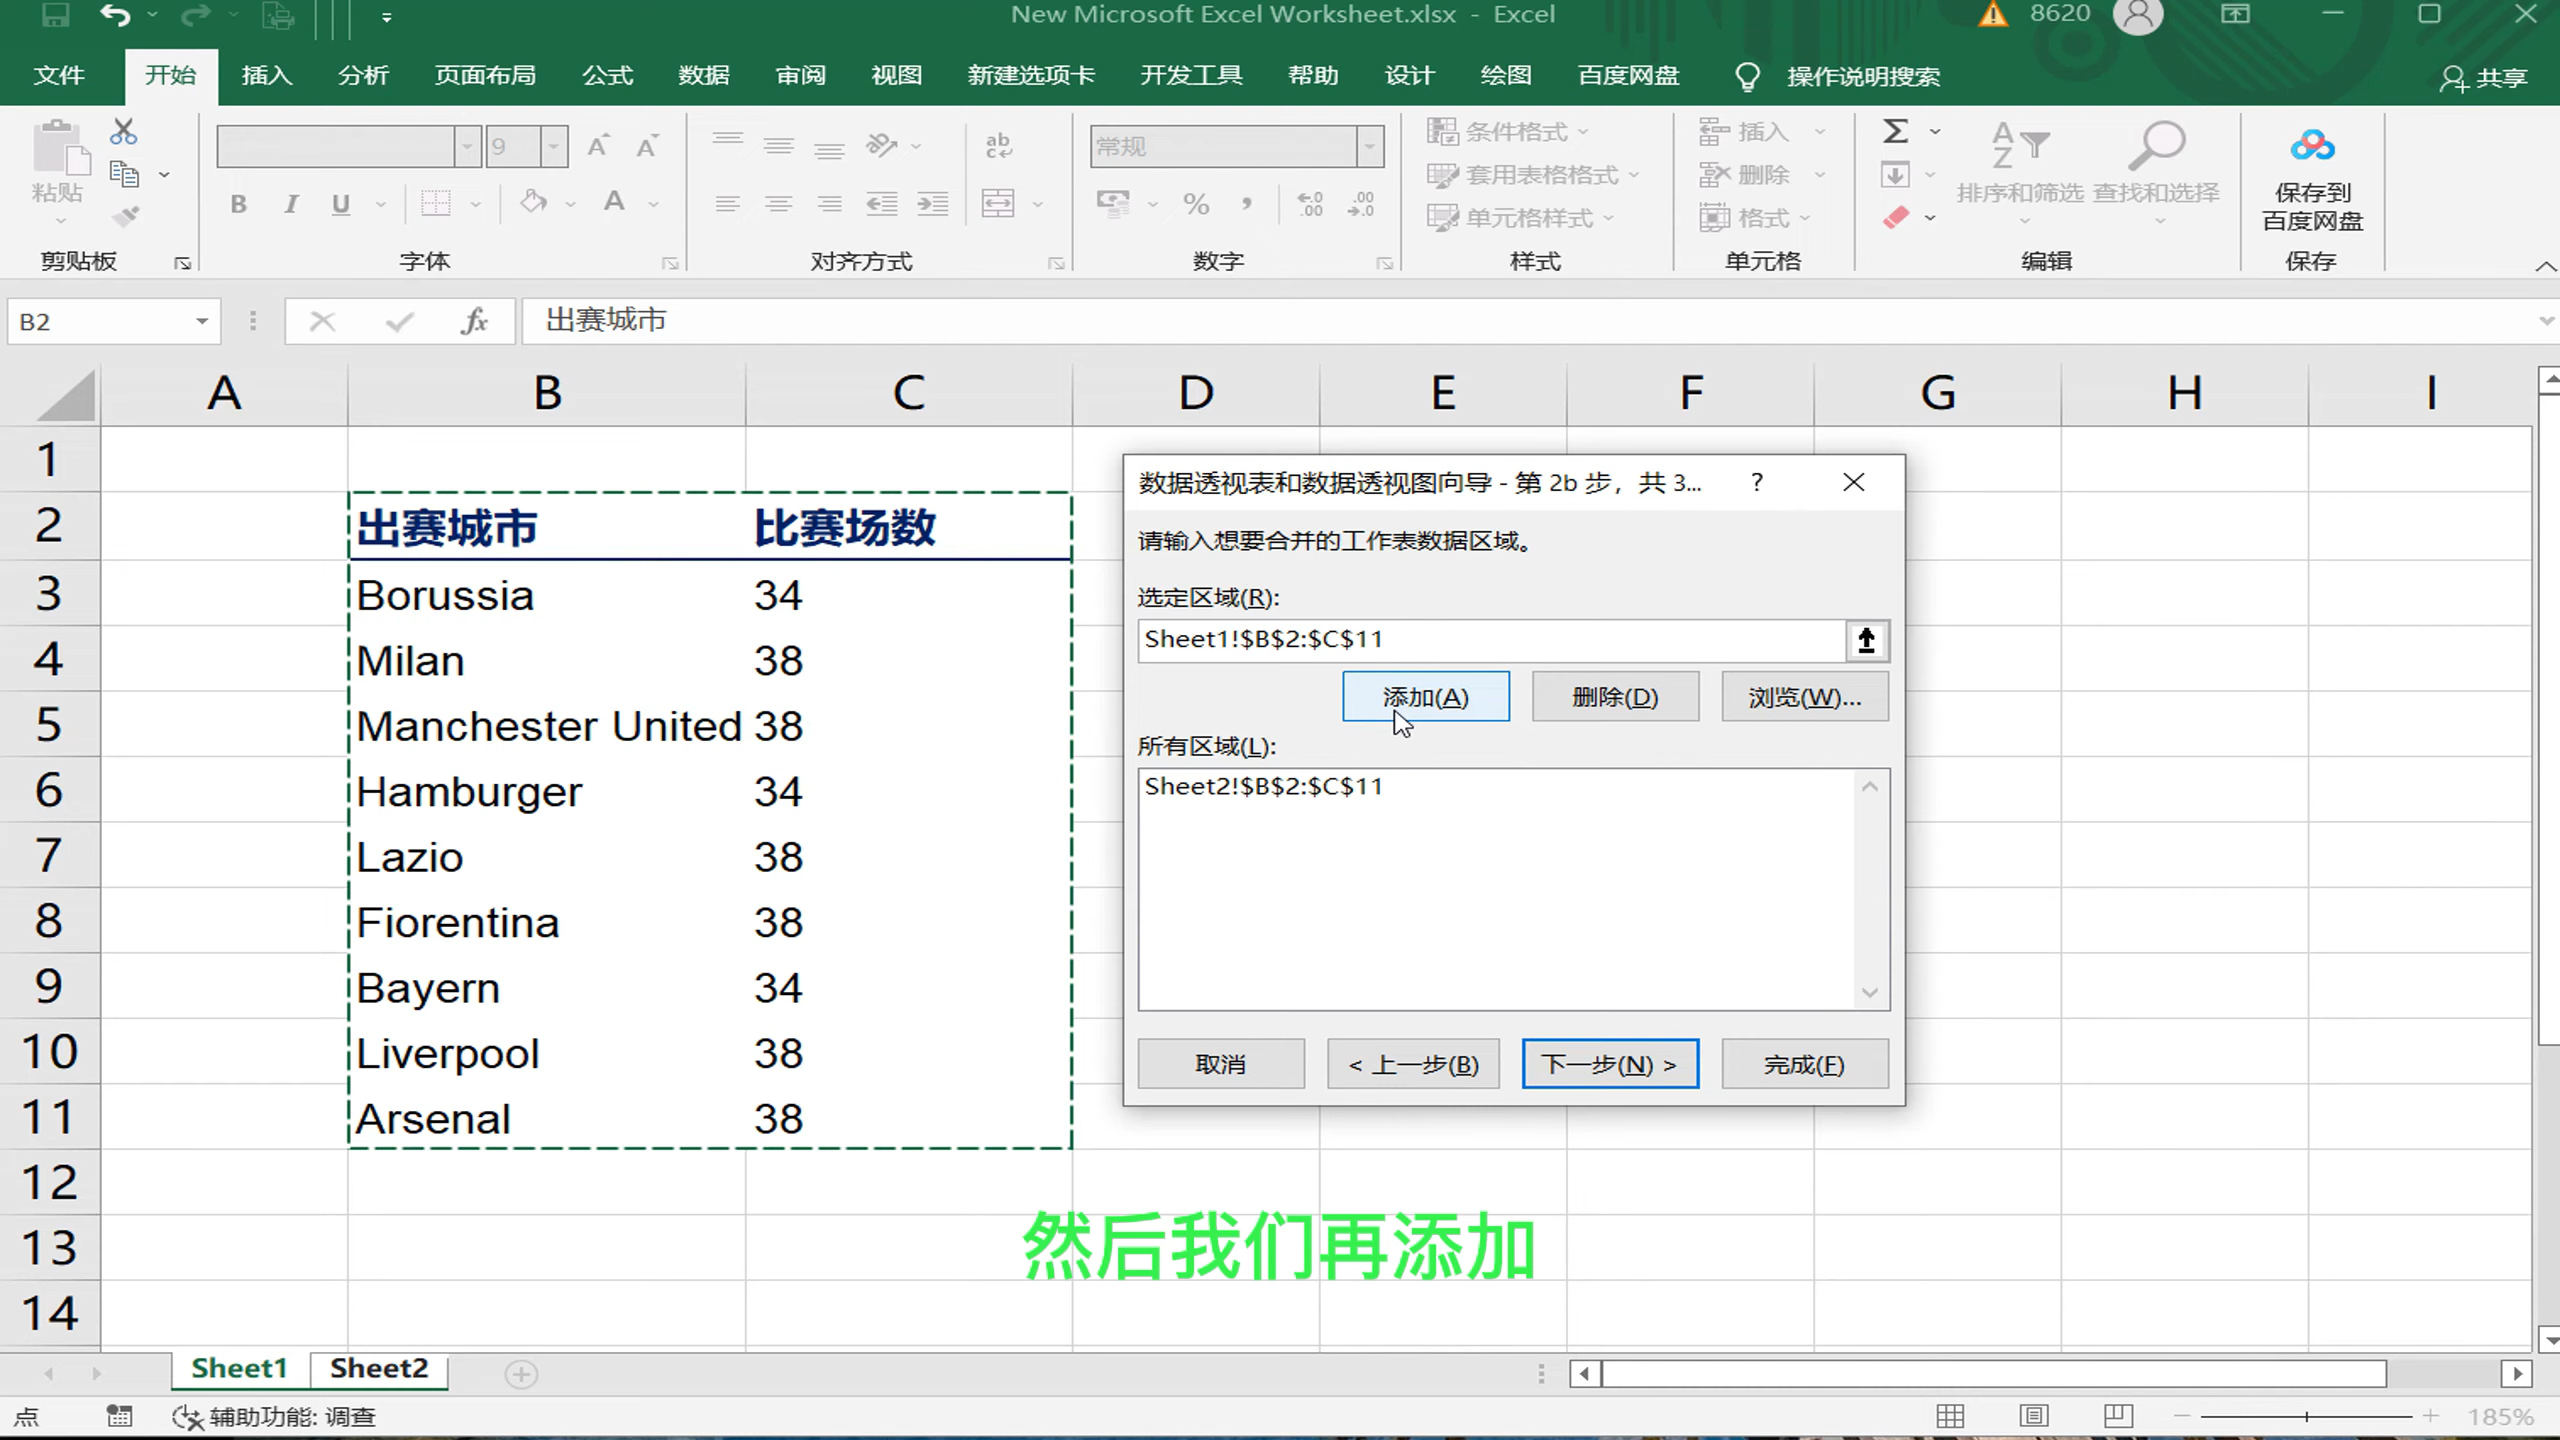 New Microsoft Excel Worksheet.xlsx - Excel
8620
文件 开始 插入 分析 页面布局 公式 数据 审阅 视图 新建选项卡 开发工具 帮助 设计 绘图 百度网盘 操作说明搜索 共享
粘贴
剪贴板
9
B I U A
字体
ab
对齐方式
常规
%
数字
条件格式
套用表格格式
单元格样式
样式
插入
删除
格式
单元格
排序和筛选 查找和选择
编辑
保存到
百度网盘
保存
B2
fx
出赛城市
A B C D E F G H I
1
2 出赛城市 比赛场数
3 Borussia 34
4 Milan 38
5 Manchester United 38
6 Hamburger 34
7 Lazio 38
8 Fiorentina 38
9 Bayern 34
10 Liverpool 38
11 Arsenal 38
12
13
14
数据透视表和数据透视图向导 - 第 2b 步，共 3... ?
请输入想要合并的工作表数据区域。
选定区域(R):
Sheet1!$B$2:$C$11
添加(A) 删除(D) 浏览(W)...
所有区域(L):
Sheet2!$B$2:$C$11
取消 < 上一步(B) 下一步(N) > 完成(F)
然后我们再添加
Sheet1 Sheet2
点 辅助功能: 调查 185%